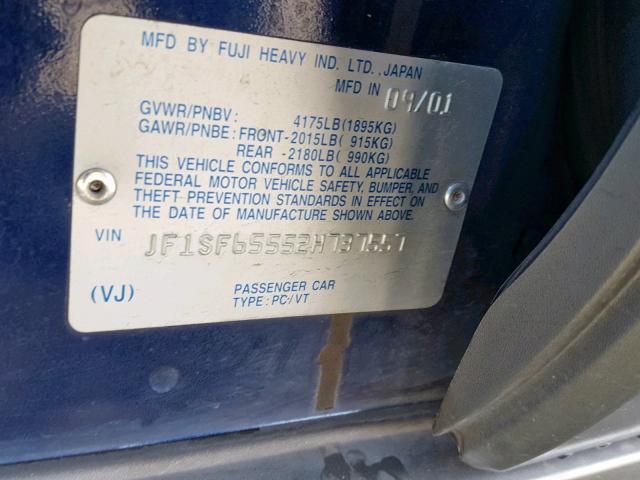 MFD BY FUJI HEAVY IND. LTD., JAPAN
MFD IN 09/01
GVWR/PNBV: 4175LB(1895KG)
GAWR/PNBE: FRONT-2015LB( 915KG)
REAR -2180LB( 990KG)
THIS VEHICLE CONFORMS TO ALL APPLICABLE
FEDERAL MOTOR VEHICLE SAFETY, BUMPER, AND
THEFT PREVENTION STANDARDS IN EFFECT ON
THE DATE OF MANUFACTURE SHOWN ABOVE.
VIN JF1SF65552H737557
(VJ) PASSENGER CAR
TYPE: PC/VT